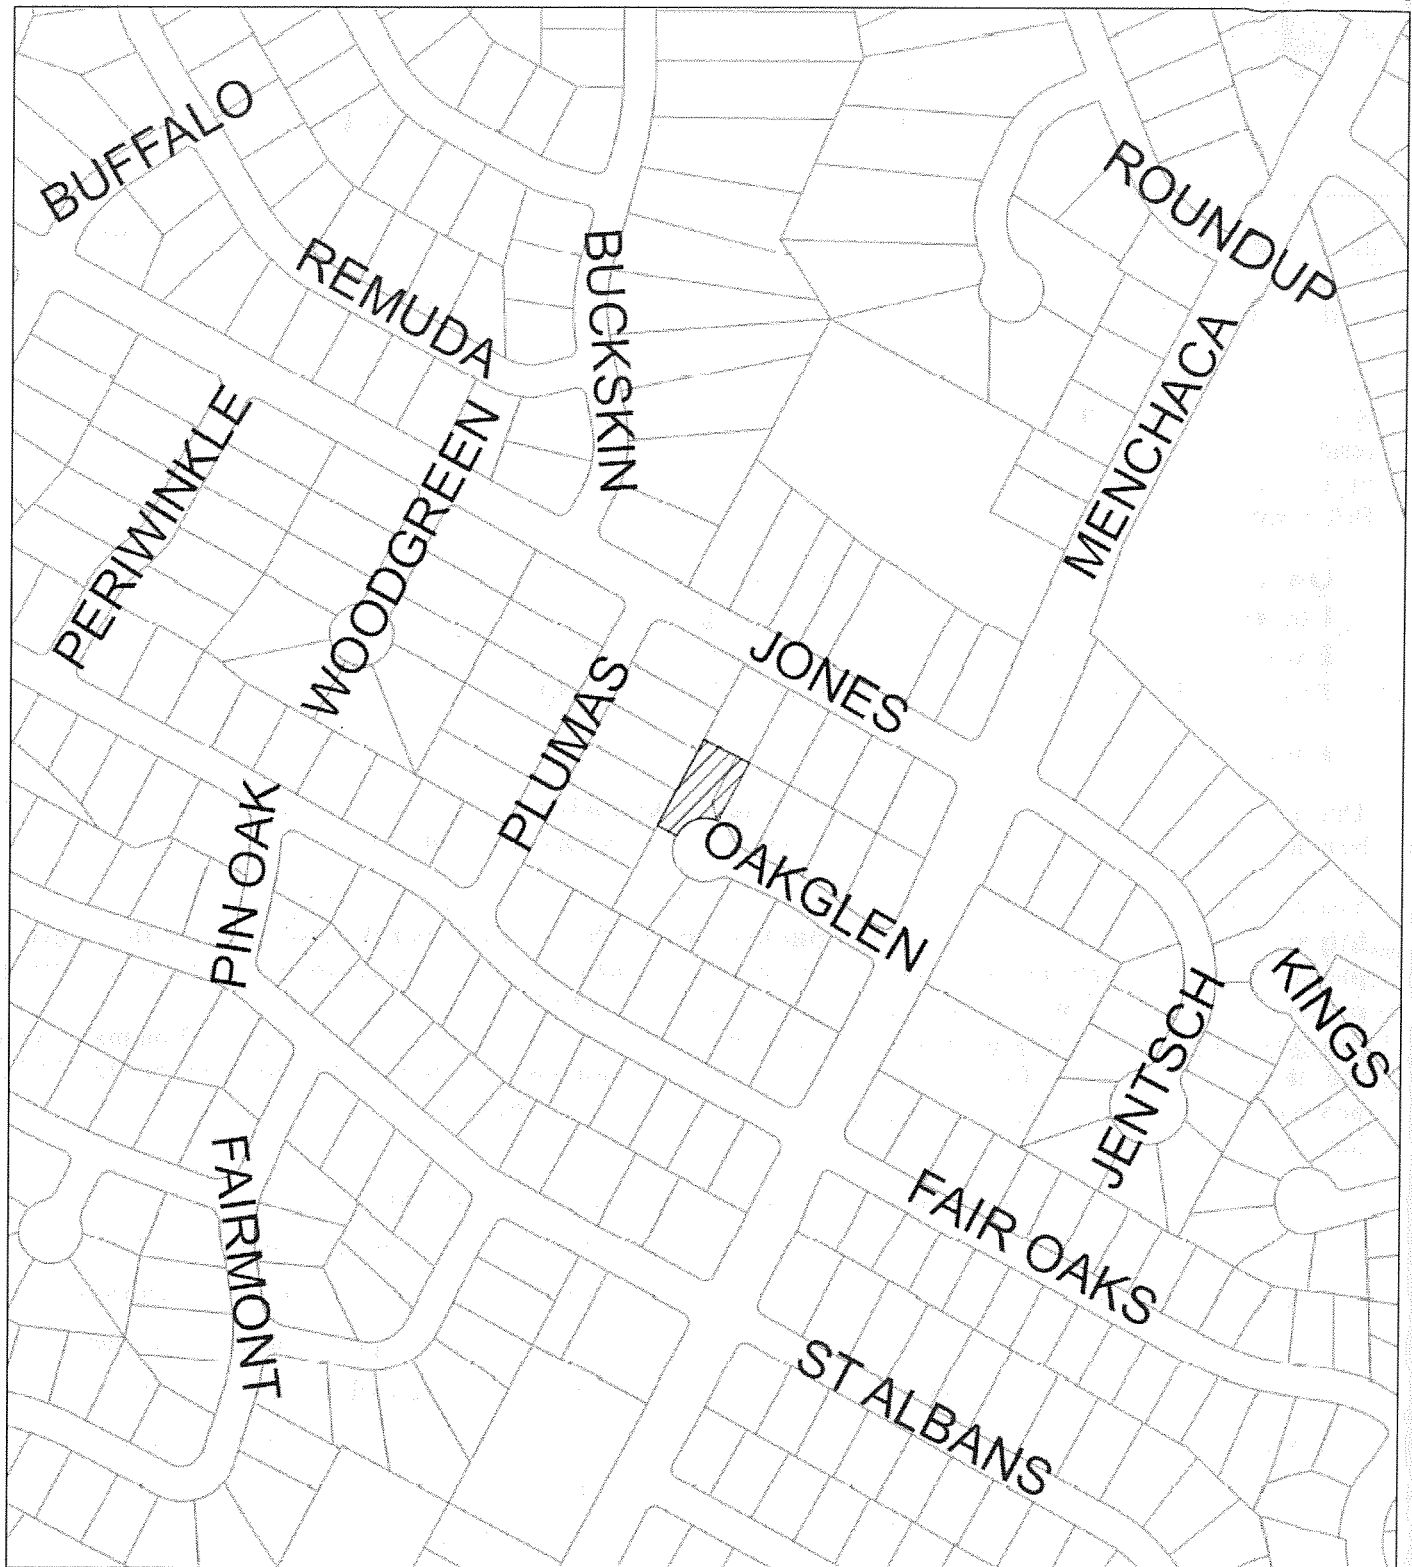 BUFFALO
ROUNDUP
REMUDA
BUCKSKIN
MENCHACA
PERIWINKLE
WOODGREEN
JONES
PLUMAS
PIN OAK
OAKGLEN
KINGS
JENTSCH
FAIRMONT
FAIR OAKS
ST ALBANS